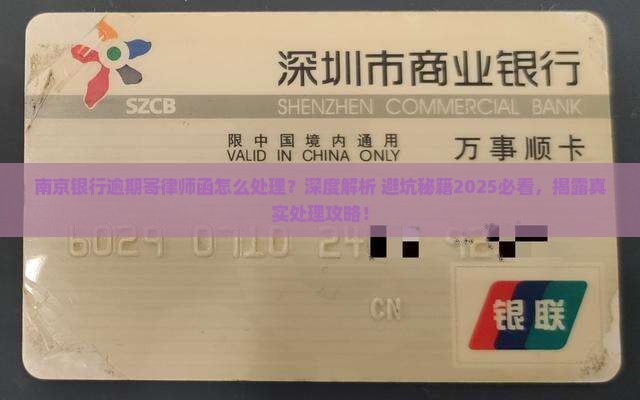 深圳市商业银行
SZCB SHENZHEN COMMERCIAL BANK
限中国境内通用
VALID IN CHINA ONLY
万事顺卡
南京银行逾期寄律师函怎么处理？深度解析 避坑秘籍2025必看，揭露真
实处理攻略！
6029 0710 24
CN
银联